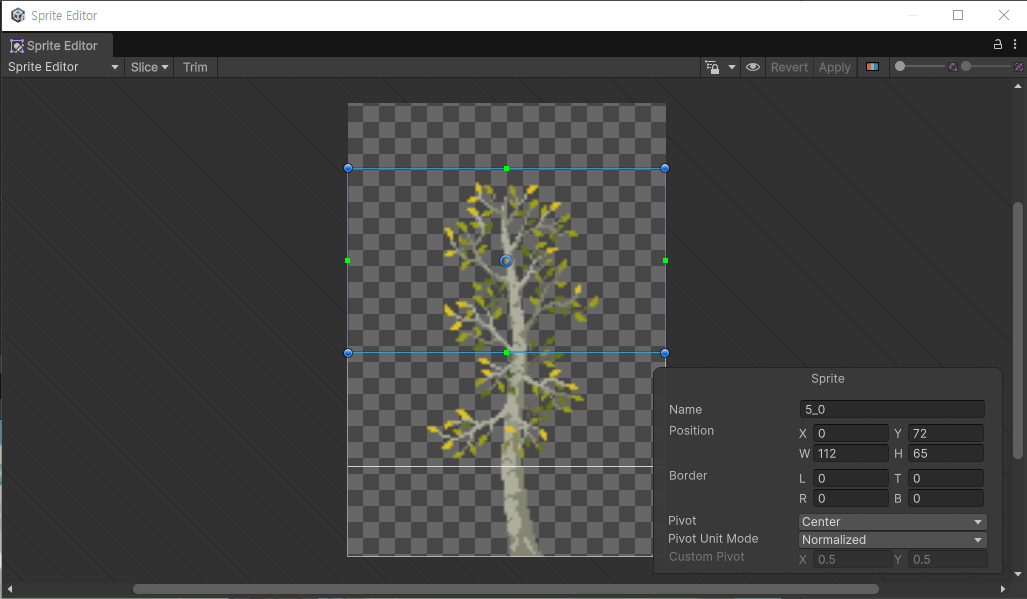 Sprite Editor
Sprite Editor
Sprite Editor Slice Trim Revert Apply
Sprite
Name 5_0
Position X 0 Y 72
W 112 H 65
Border L 0 T 0
R 0 B 0
Pivot Center
Pivot Unit Mode Normalized
Custom Pivot X 0.5 Y 0.5